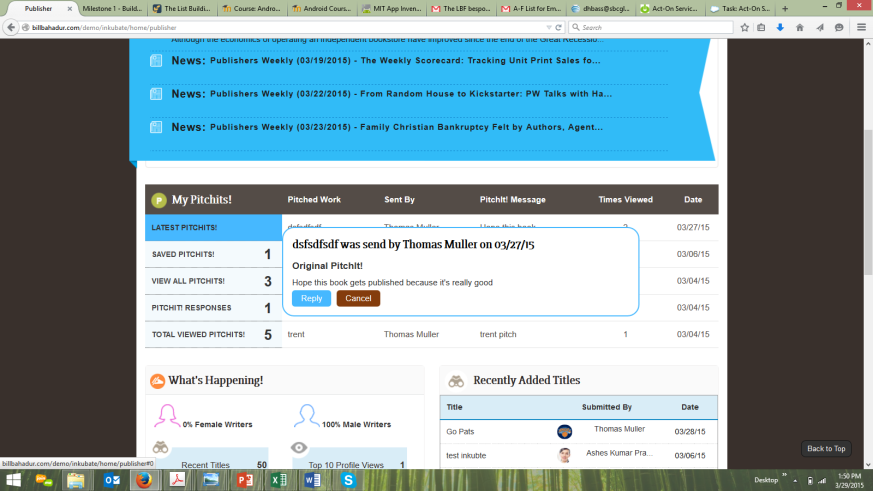 Publisher × Milestone 1 - Build... The List Buildi... Course: Andro... Android Cours... MIT App Inven... The LBF bespo... A-F List for Em... dhbass@sbcgl... Act-On Servic... Task: Act-On S... +
billbahadur.com/demo/inkubate/home/publisher Search
Although the economics of operating an independent bookstore have improved since the end of the Great Recessio...
News: Publishers Weekly (03/19/2015) - The Weekly Scorecard: Tracking Unit Print Sales fo...
News: Publishers Weekly (03/22/2015) - From Random House to Kickstarter: PW Talks with Ha...
News: Publishers Weekly (03/23/2015) - Family Christian Bankruptcy Felt by Authors, Agent...
P My Pitchits! Pitched Work Sent By PitchIt! Message Times Viewed Date
LATEST PITCHITS! dsfsdfsdf Thomas Muller Hope this book 2 03/27/15
dsfsdfsdf was send by Thomas Muller on 03/27/15
SAVED PITCHITS! 1 03/06/15
Original PitchIt!
VIEW ALL PITCHITS! 3 Hope this book gets published because it's really good 03/04/15
Reply Cancel
PITCHIT! RESPONSES 1 03/04/15
TOTAL VIEWED PITCHITS! 5 trent Thomas Muller trent pitch 1 03/04/15
What's Happening!
0% Female Writers 100% Male Writers
Recent Titles 50 Top 10 Profile Views 1
Recently Added Titles
Title Submitted By Date
Go Pats Thomas Muller 03/28/15
test inkubte Ashes Kumar Pra... 03/06/15
Back to Top
billbahadur.com/demo/inkubate/home/publisher#0
Desktop 1:50 PM
3/29/2015